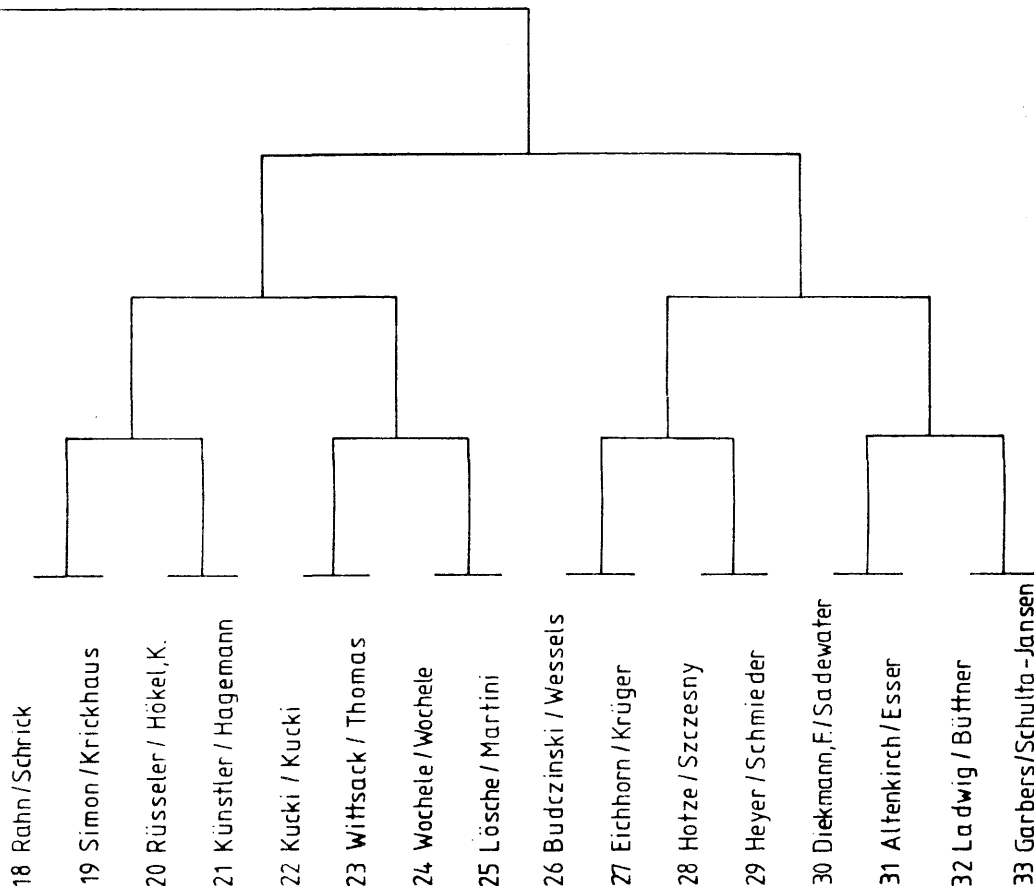 18 Rahn/Schrick
19 Simon/Krickhaus
20 Rüsseler/Hökel,K.
21 Künstler/Hagemann
22 Kucki/Kucki
23 Wittsack/Thomas
24 Wochele/Wochele
25 Lösche/Martini
26 Budczinski/Wessels
27 Eichhorn/Krüger
28 Hotze/Szczesny
29 Heyer/Schmieder
30 Diekmann,F./Sadewater
31 Altenkirch/Esser
32 Ladwig/Büttner
33 Garbers/Schulta-Jansen